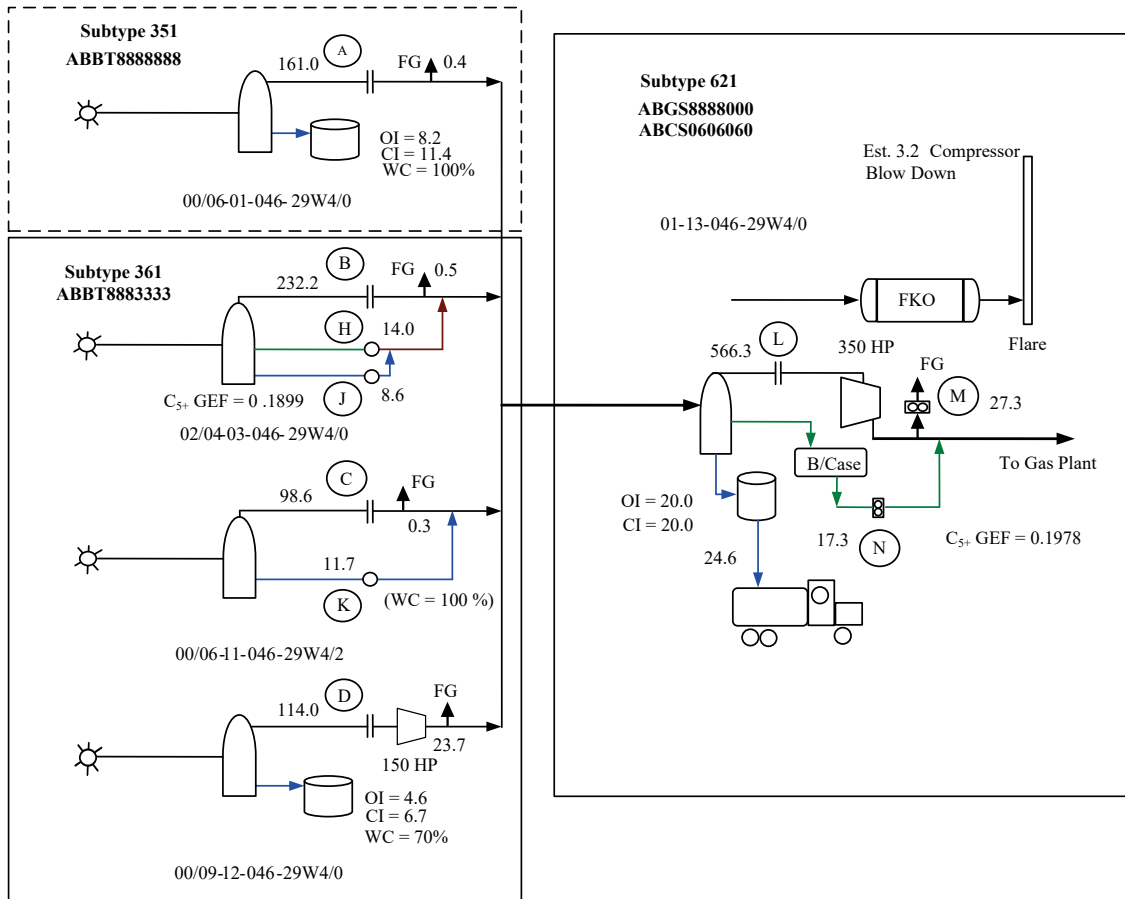 Subtype 351
ABBT8888888
161.0
A
FG
0.4
OI = 8.2
CI = 11.4
WC = 100%
00/06-01-046- 29W4/0
Subtype 361
ABBT8883333
232.2
B
FG
0.5
H
14.0
J
8.6
C5+ GEF = 0 .1899
02/04-03-046- 29W4/0
C
98.6
FG
0.3
11.7
K
(WC = 100 %)
00/06-11-046-29W4/2
D
114.0
FG
23.7
150 HP
OI = 4.6
CI = 6.7
WC = 70%
00/09-12-046-29W4/0
Subtype 621
ABGS8888000
ABCS0606060
Est. 3.2 Compressor
Blow Down
01-13-046-29W4/0
FKO
Flare
566.3
L
350 HP
FG
M
27.3
To Gas Plant
B/Case
OI = 20.0
CI = 20.0
17.3
N
C5+ GEF = 0.1978
24.6